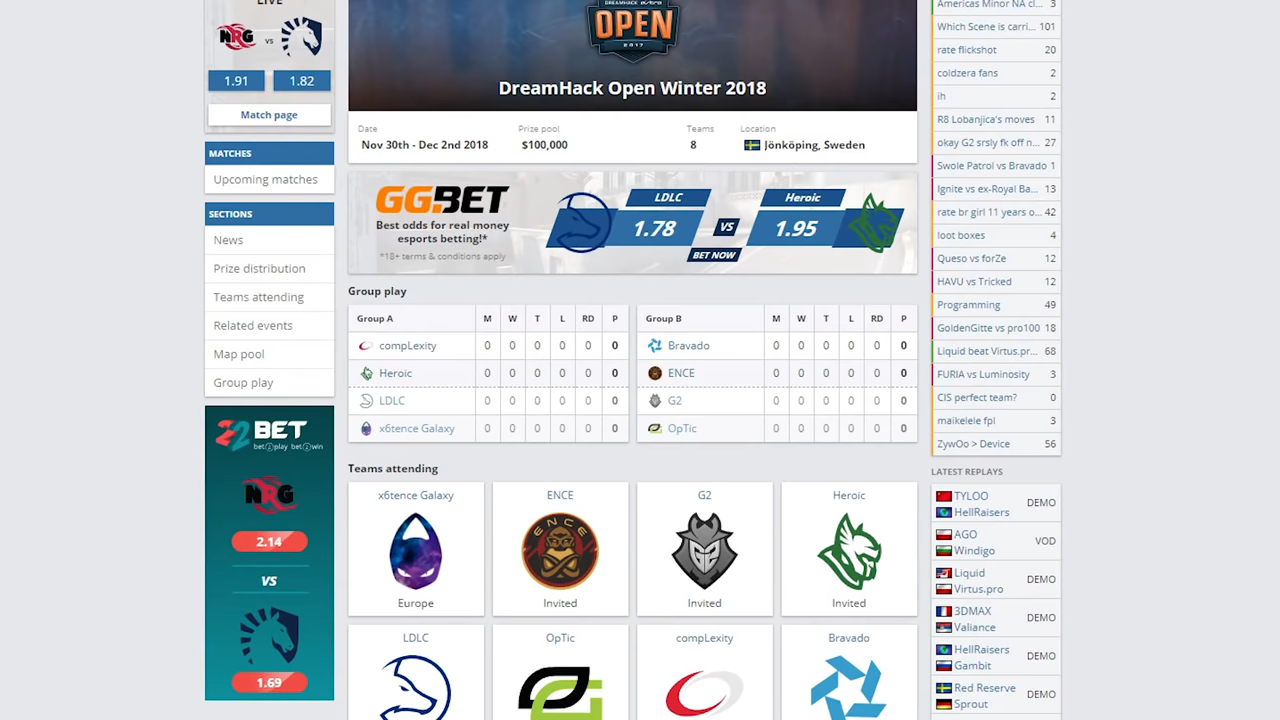 LIVE
NRG vs
1.91 1.82
Match page
MATCHES
Upcoming matches
SECTIONS
News
Prize distribution
Teams attending
Related events
Map pool
Group play
22BET
bet play bet win
NRG
2.14
VS
1.69
DREAMHACK
OPEN
2017
DreamHack Open Winter 2018
Date Prize pool Teams Location
Nov 30th - Dec 2nd 2018 $100,000 8 Jönköping, Sweden
GG.BET
Best odds for real money
esports betting!*
*18+ terms & conditions apply
LDLC Heroic
1.78 VS 1.95
BET NOW
Group play
Group A M W T L RD P
compLexity 0 0 0 0 0 0
Heroic 0 0 0 0 0 0
LDLC 0 0 0 0 0 0
x6tence Galaxy 0 0 0 0 0 0
Group B M W T L RD P
Bravado 0 0 0 0 0 0
ENCE 0 0 0 0 0 0
G2 0 0 0 0 0 0
OpTic 0 0 0 0 0 0
Teams attending
x6tence Galaxy ENCE G2 Heroic
ENCE
Europe Invited Invited Invited
LDLC OpTic compLexity Bravado
Americas Minor NA cl... 3
Which Scene is carri... 101
rate flickshot 20
coldzera fans 2
ih 2
R8 Lobanjica's moves 11
okay G2 srsly fk off n... 27
Swole Patrol vs Bravado 1
Ignite vs ex-Royal Ba... 13
rate br girl 11 years o... 42
loot boxes 4
Queso vs forZe 12
HAVU vs Tricked 12
Programming 49
GoldenGitte vs pro100 18
Liquid beat Virtus.pr... 68
FURIA vs Luminosity 3
CIS perfect team? 0
maikelele fpl 3
ZywOo > Device 56
LATEST REPLAYS
TYLOO
HellRaisers DEMO
AGO
Windigo VOD
Liquid
Virtus.pro DEMO
3DMAX
Valiance DEMO
HellRaisers
Gambit DEMO
Red Reserve
Sprout DEMO